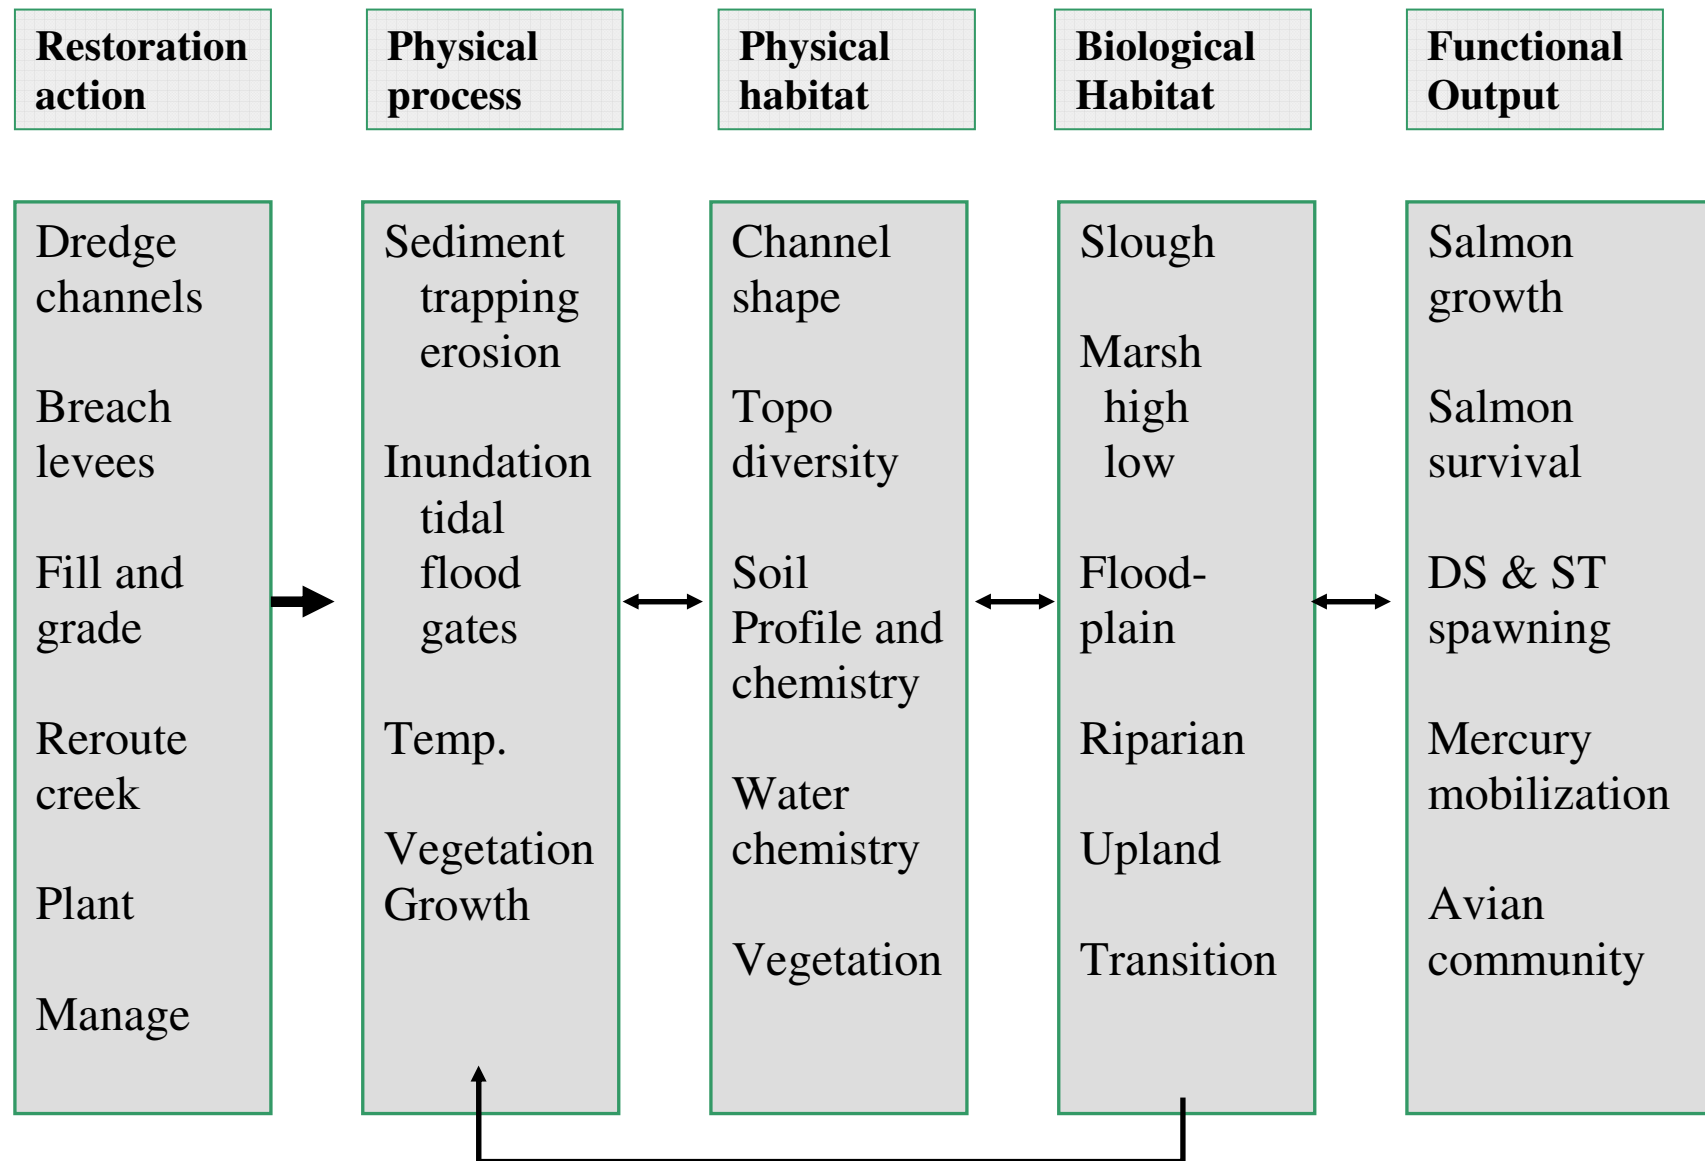 Restoration
action
Physical
process
Physical
habitat
Biological
Habitat
Functional
Output
Dredge
channels
Breach
levees
Fill and
grade
Reroute
creek
Plant
Manage
Sediment
trapping
erosion
Inundation
tidal
flood
gates
Temp.
Vegetation
Growth
Channel
shape
Topo
diversity
Soil
Profile and
chemistry
Water
chemistry
Vegetation
Slough
Marsh
high
low
Flood-
plain
Riparian
Upland
Transition
Salmon
growth
Salmon
survival
DS & ST
spawning
Mercury
mobilization
Avian
community